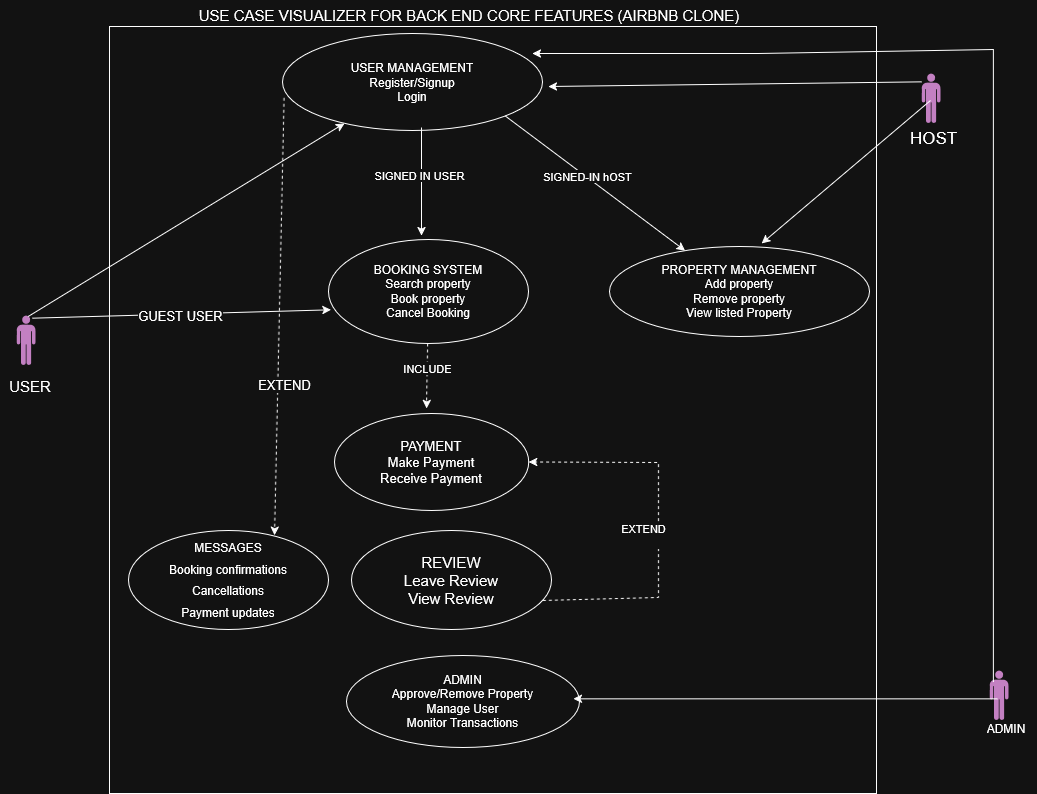 USE CASE VISUALIZER FOR BACK END CORE FEATURES (AIRBNB CLONE)
USER MANAGEMENT
Register/Signup
Login
HOST
SIGNED IN USER
SIGNED-IN hOST
BOOKING SYSTEM
Search property
Book property
Cancel Booking
PROPERTY MANAGEMENT
Add property
Remove property
View listed Property
GUEST USER
USER
INCLUDE
EXTEND
PAYMENT
Make Payment
Receive Payment
EXTEND
MESSAGES
Booking confirmations
Cancellations
Payment updates
REVIEW
Leave Review
View Review
ADMIN
Approve/Remove Property
Manage User
Monitor Transactions
ADMIN